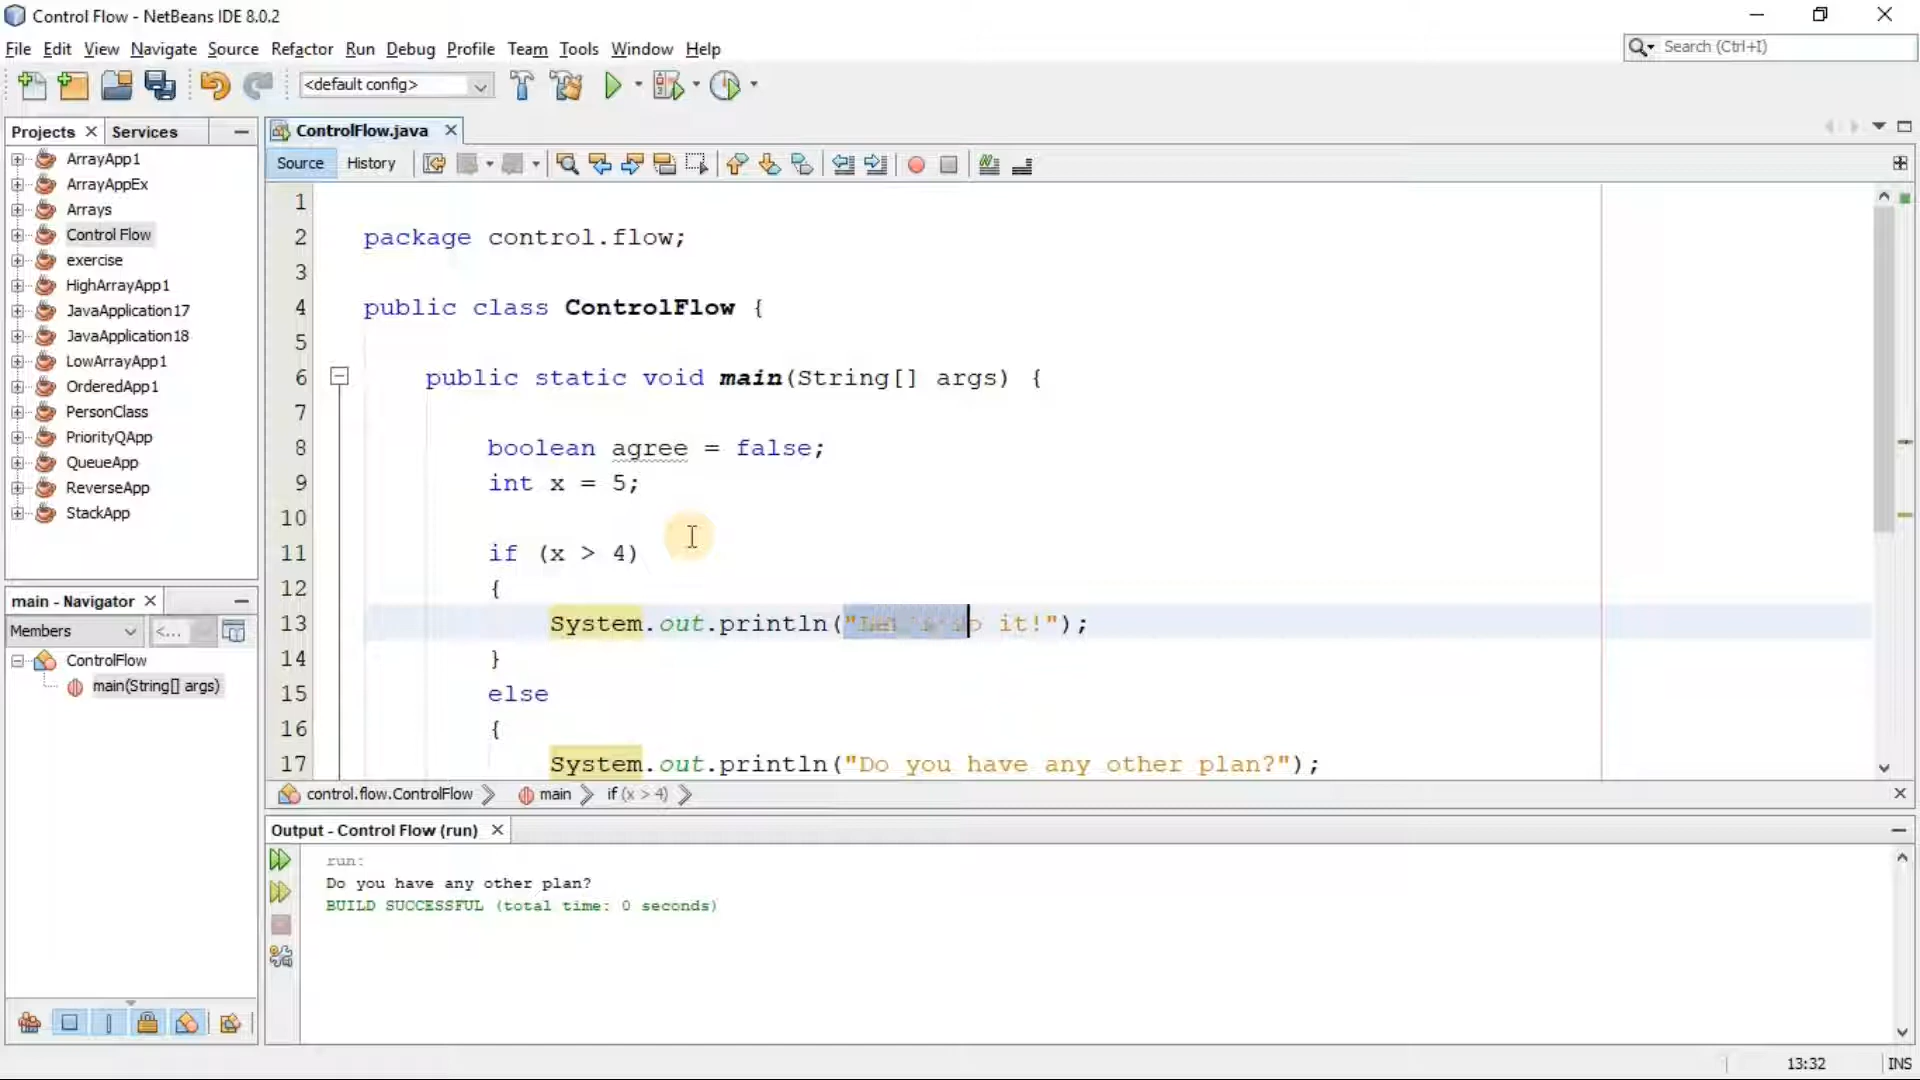 Control Flow - NetBeans IDE 8.0.2
File Edit View Navigate Source Refactor Run Debug Profile Team Tools Window Help
Search (Ctrl+I)
<default config>
Projects Services
ControlFlow.java
Source History
ArrayApp1
ArrayAppEx
Arrays
Control Flow
exercise
HighArrayApp1
JavaApplication17
JavaApplication18
LowArrayApp1
OrderedApp1
PersonClass
PriorityQApp
QueueApp
ReverseApp
StackApp
1
2 package control.flow;
3
4 public class ControlFlow {
5
6 public static void main(String[] args) {
7
8 boolean agree = false;
9 int x = 5;
10
11 if (x > 4)
12 {
13 System.out.println("Let's do it!");
14 }
15 else
16 {
17 System.out.println("Do you have any other plan?");
control.flow.ControlFlow main if (x > 4)
main - Navigator
Members <...
ControlFlow
main(String[] args)
Output - Control Flow (run)
run:
Do you have any other plan?
BUILD SUCCESSFUL (total time: 0 seconds)
13:32 INS